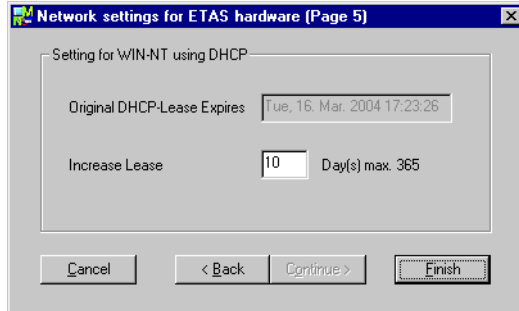 Network settings for ETAS hardware (Page 5)
Setting for WIN-NT using DHCP
Original DHCP-Lease Expires Tue, 16. Mar. 2004 17:23:26
Increase Lease 10 Day(s) max. 365
Cancel < Back Continue > Finish